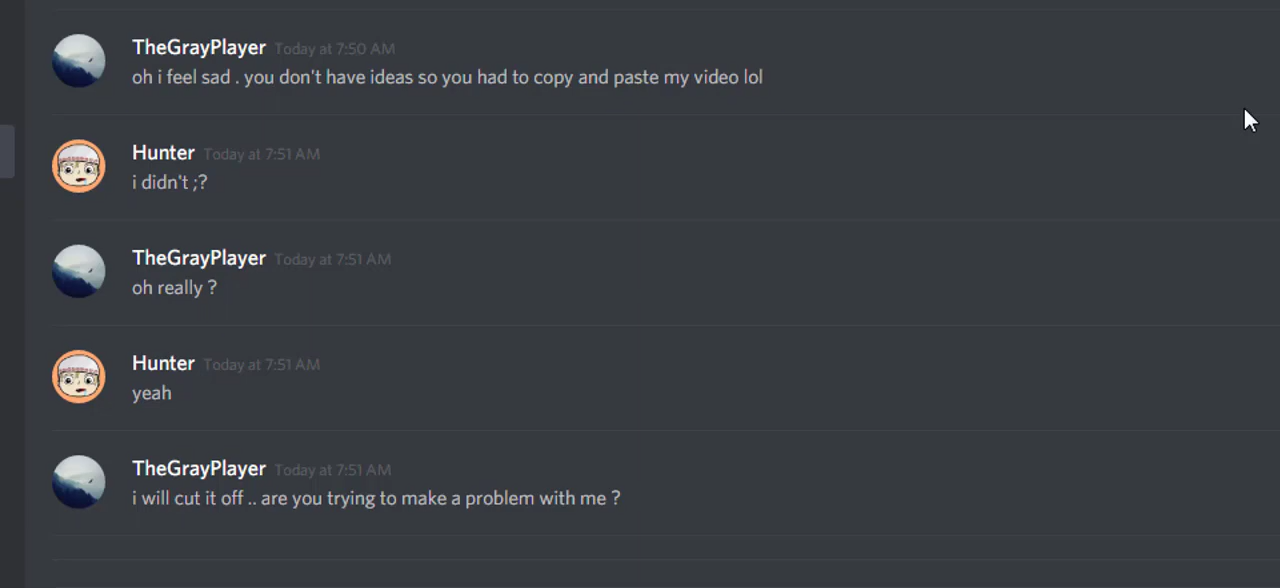 TheGrayPlayer Today at 7:50 AM
oh i feel sad . you don't have ideas so you had to copy and paste my video lol
Hunter Today at 7:51 AM
i didn't ;?
TheGrayPlayer Today at 7:51 AM
oh really ?
Hunter Today at 7:51 AM
yeah
TheGrayPlayer Today at 7:51 AM
i will cut it off .. are you trying to make a problem with me ?